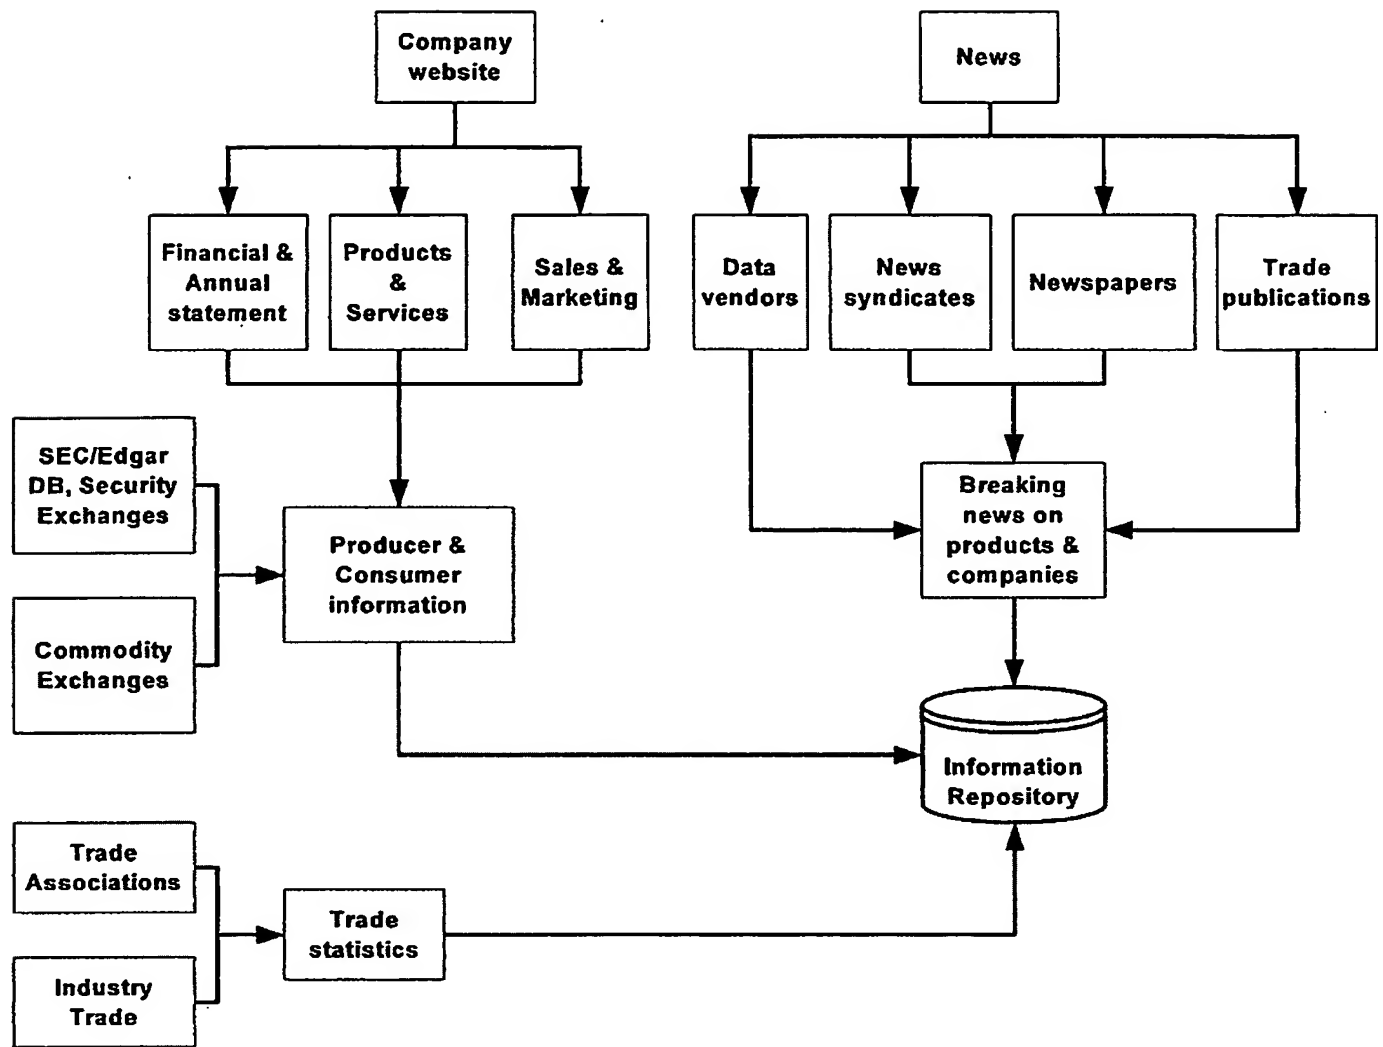 Company
website
News
Financial &
Annual
statement
Products
&
Services
Sales &
Marketing
Data
vendors
News
syndicates
Newspapers
Trade
publications
SEC/Edgar
DB, Security
Exchanges
Breaking
news on
products &
companies
Producer &
Consumer
information
Commodity
Exchanges
Information
Repository
Trade
Associations
Trade
statistics
Industry
Trade